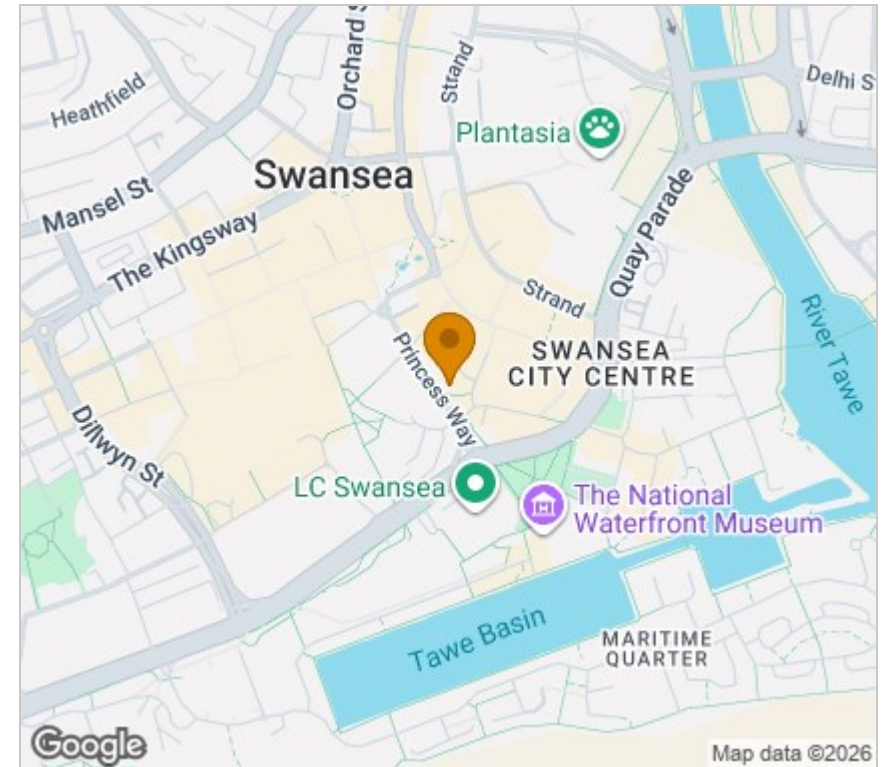 Orchard S
Strand
Delhi S
Heathfield
Plantasia
Swansea
Mansel St
The Kingsway
Quay Parade
Strand
River Tawe
Princess Way
SWANSEA
CITY CENTRE
Dillwyn St
LC Swansea
The National
Waterfront Museum
Tawe Basin
MARITIME
QUARTER
Google
Map data ©2026